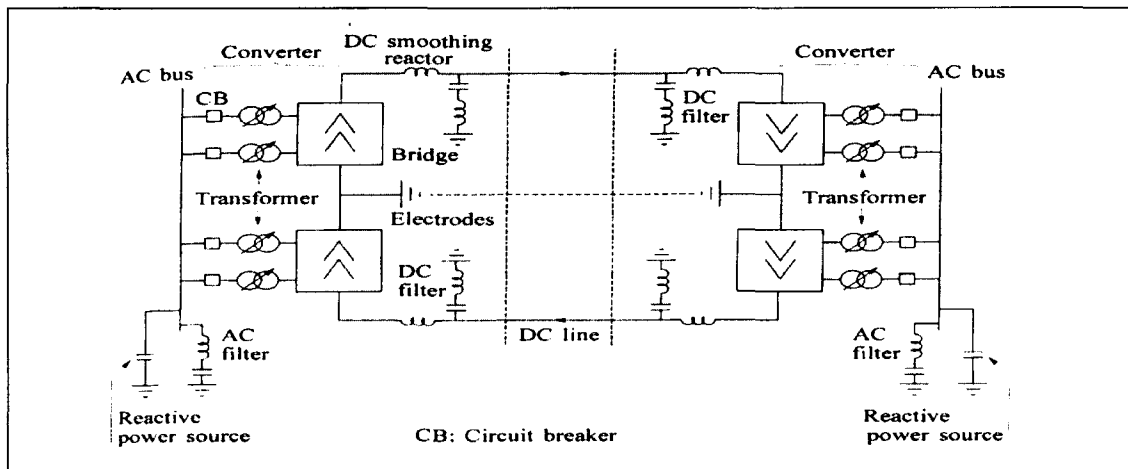 DC smoothing
reactor
Converter
Converter
AC bus
AC bus
CB
DC
filter
Bridge
Transformer
Transformer
Electrodes
DC
filter
DC line
AC
filter
AC
filter
Reactive
power source
Reactive
power source
CB: Circuit breaker